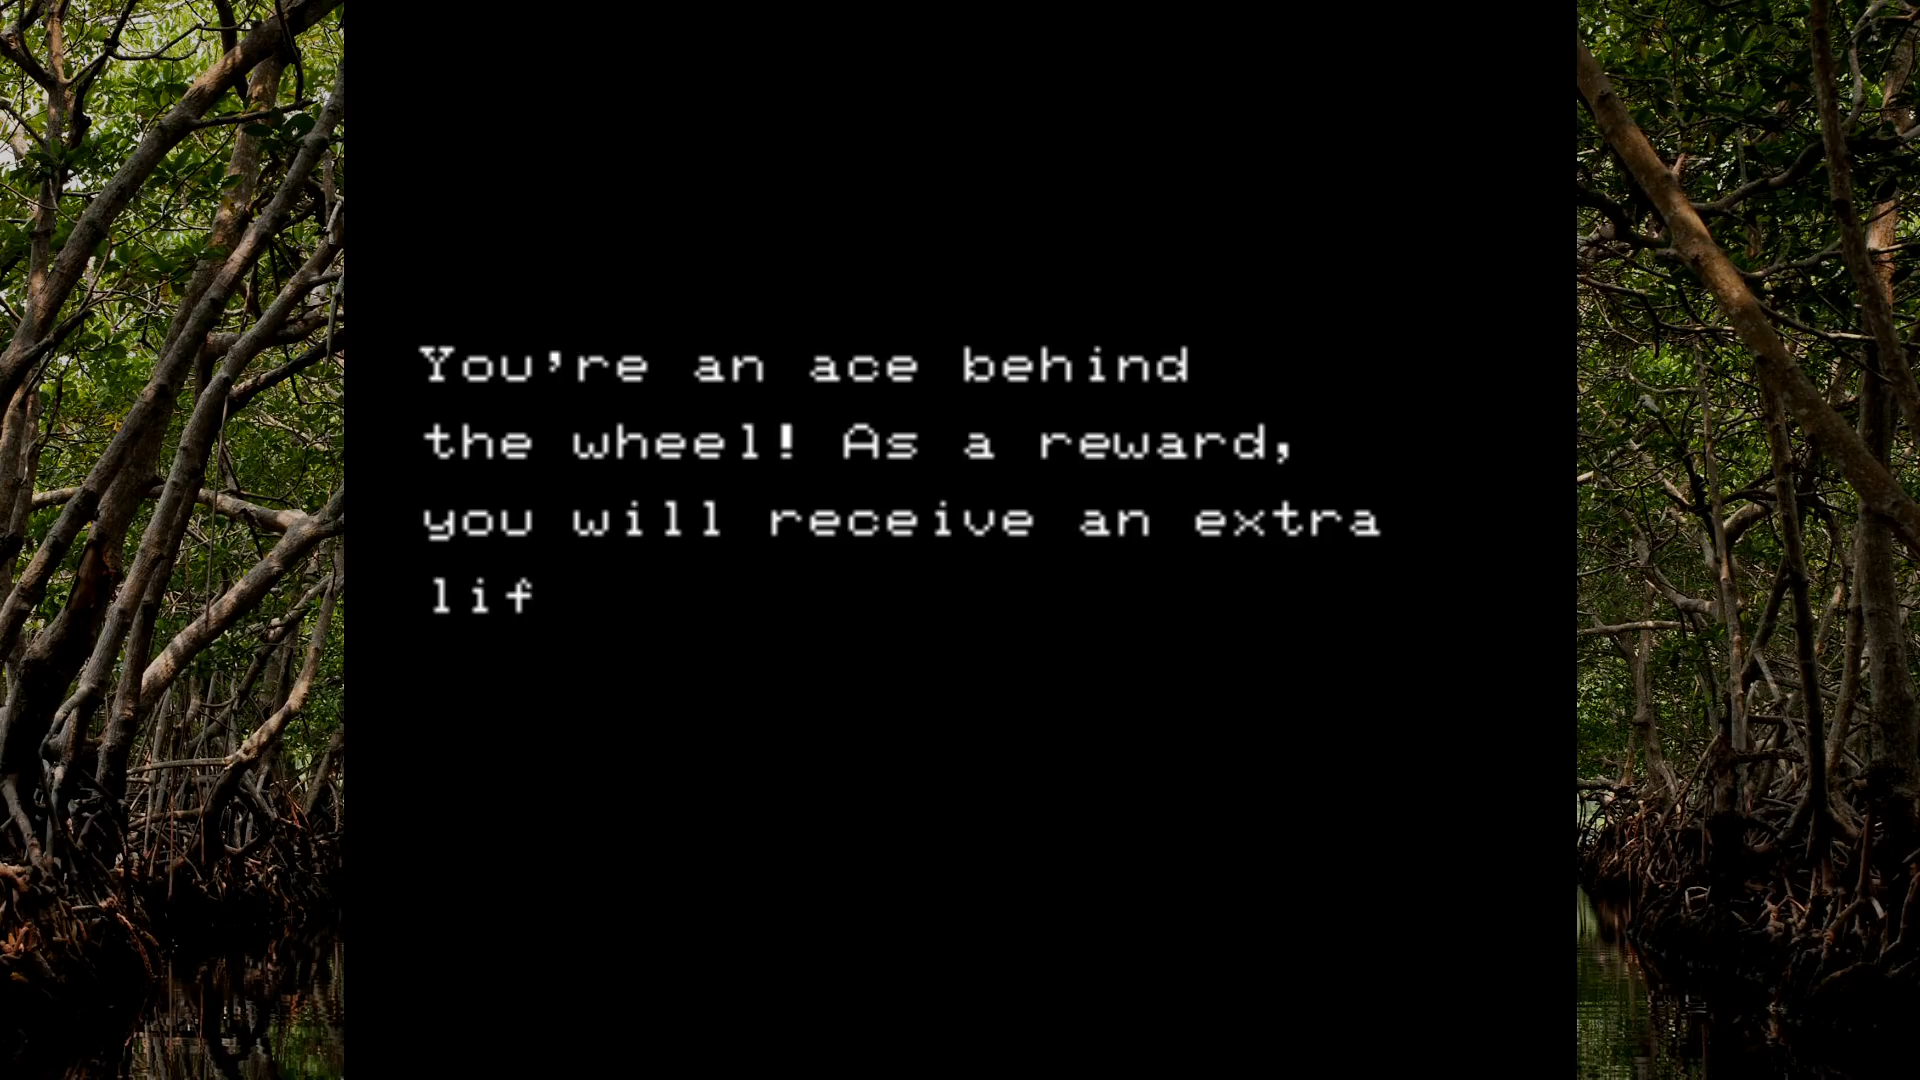 You're an ace behind
the wheel! As a reward,
you will receive an extra
lif